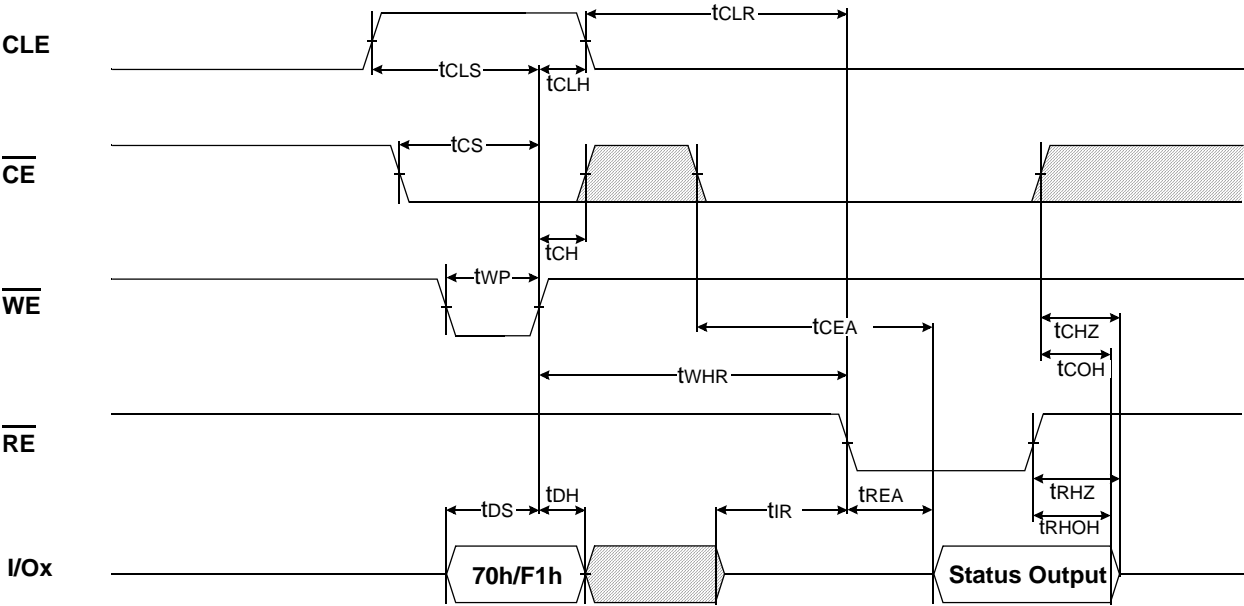 tCLR
CLE
tCLS
tCLH
tCS
CE
tCH
tWP
WE
tCEA
tCHZ
tCOH
tWHR
RE
tDH
tREA
tRHZ
tDS
tIR
tRHOH
I/Ox
70h/F1h
Status Output